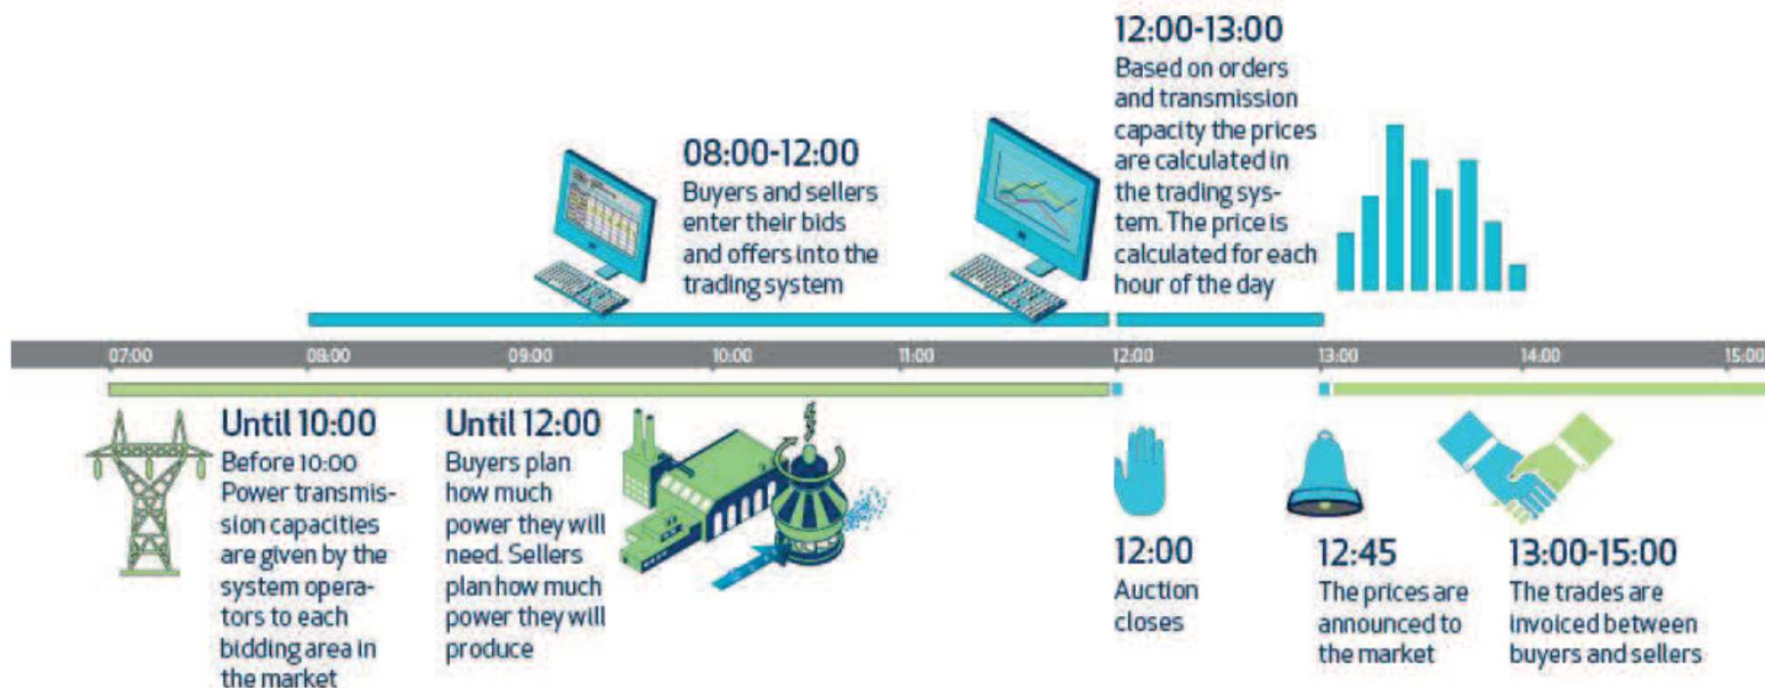 12:00-13:00
Based on orders
and transmission
capacity the prices
are calculated in
the trading sys-
tem. The price is
calculated for each
hour of the day
08:00-12:00
Buyers and sellers
enter their bids
and offers into the
trading system
07:00
08:00
09:00
10:00
11:00
12:00
13:00
14:00
15:00
Until 10:00
Before 10:00
Power transmis-
sion capacities
are given by the
system opera-
tors to each
bidding area in
the market
Until 12:00
Buyers plan
how much
power they will
need. Sellers
plan how much
power they will
produce
12:00
Auction
closes
12:45
The prices are
announced to
the market
13:00-15:00
The trades are
invoiced between
buyers and sellers